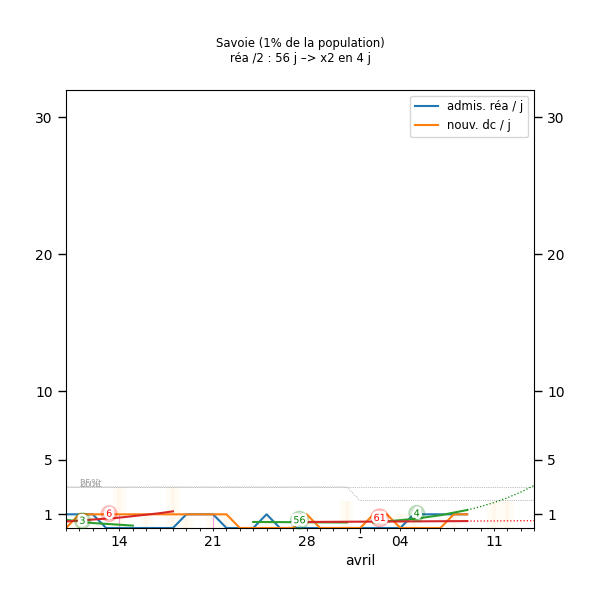 Savoie (1% de la population)
réa /2 : 56 j –> x2 en 4 j
admis. réa / j
nouv. dc / j
30 30
20 20
10 10
5 5
1 1
3 6 56 61 4
14 21 28 - 04 11
avril